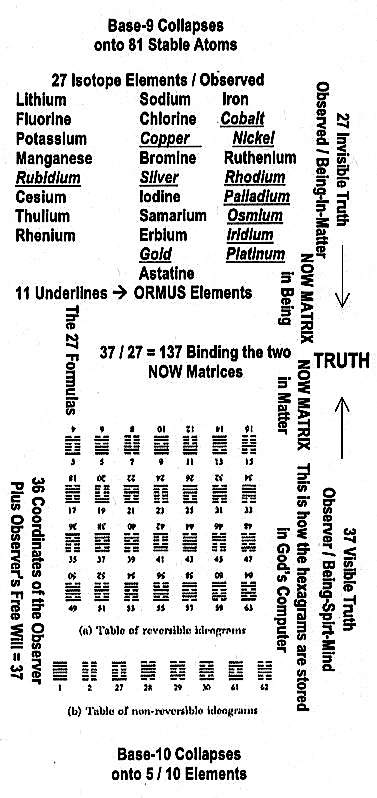 Base-9 Collapses
onto 81 Stable Atoms
27 Isotope Elements / Observed
Lithium Sodium Iron
Fluorine Chlorine Cobalt
Potassium Copper Nickel
Manganese Bromine Ruthenium
Rubidium Silver Rhodium
Cesium Iodine Palladium
Thulium Samarium Osmium
Rhenium Erbium Iridium
Gold Platinum
Astatine
11 Underlines → ORMUS Elements
27 Invisible Truth
Observed / Being-In-Matter
NOW MATRIX
in Being
The 27 Formulas
37 / 27 = 137 Binding the two
NOW Matrices
TRUTH
NOW MATRIX
in Matter
This is how the hexagrams are stored
in God's Computer
37 Visible Truth
Observer / Being-Spirt-Mind
36 Coordinates of the Observer
Plus Observer's Free Will = 37
4 6 8 10 12 14 16
3 5 7 9 11 13 15
18 20 22 24 26 32 34
17 19 21 23 25 31 33
36 38 40 42 44 46 48
35 37 39 41 43 45 47
50 52 54 56 58 60 64
49 51 53 55 57 59 63
(a) Table of reversible ideograms
1 2 27 28 29 30 61 62
(b) Table of non-reversible ideograms
Base-10 Collapses
onto 5 / 10 Elements